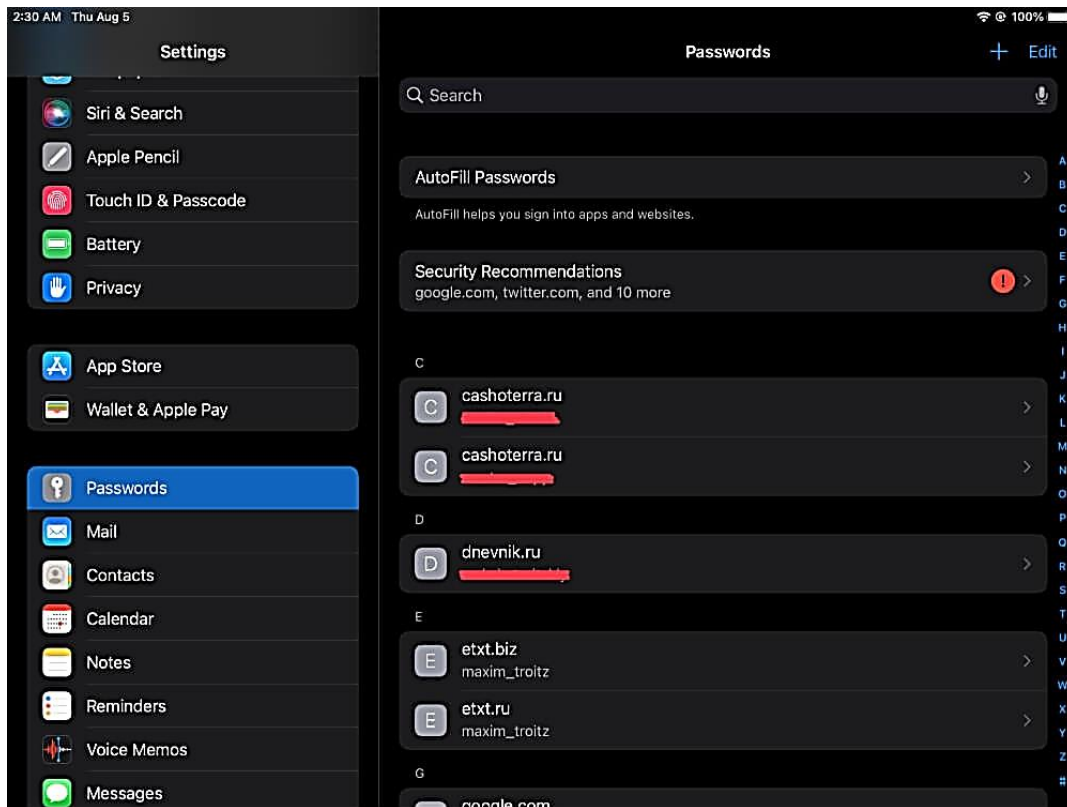 2:30 AM Thu Aug 5
100%
Settings
Siri & Search
Apple Pencil
Touch ID & Passcode
Battery
Privacy
App Store
Wallet & Apple Pay
Passwords
Mail
Contacts
Calendar
Notes
Reminders
Voice Memos
Messages
Passwords
Edit
Search
AutoFill Passwords
AutoFill helps you sign into apps and websites.
Security Recommendations
google.com, twitter.com, and 10 more
C
C
cashoterra.ru
C
cashoterra.ru
D
D
dnevnik.ru
E
E
etxt.biz
maxim_troitz
E
etxt.ru
maxim_troitz
G
google.com
A
B
C
D
E
F
G
H
I
J
K
L
M
N
O
P
Q
R
S
T
U
V
W
X
Y
Z
#